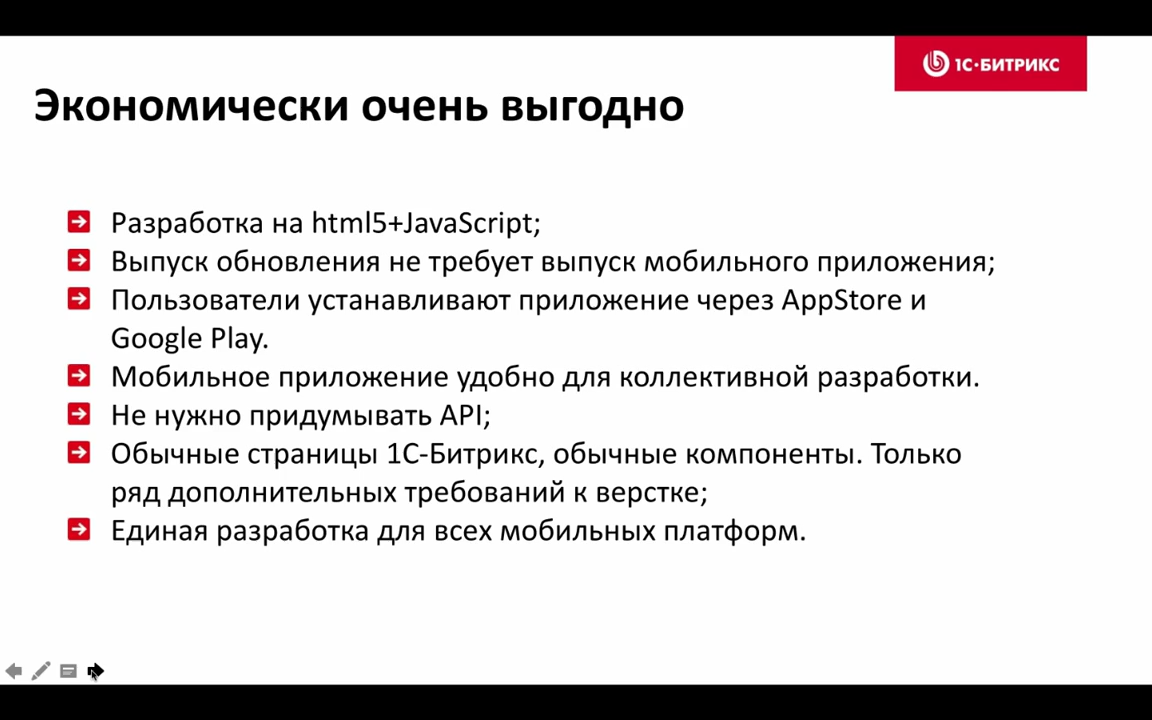 1С·БИТРИКС
Экономически очень выгодно
Разработка на html5+JavaScript;
Выпуск обновления не требует выпуск мобильного приложения;
Пользователи устанавливают приложение через AppStore и
Google Play.
Мобильное приложение удобно для коллективной разработки.
Не нужно придумывать API;
Обычные страницы 1С-Битрикс, обычные компоненты. Только
ряд дополнительных требований к верстке;
Единая разработка для всех мобильных платформ.